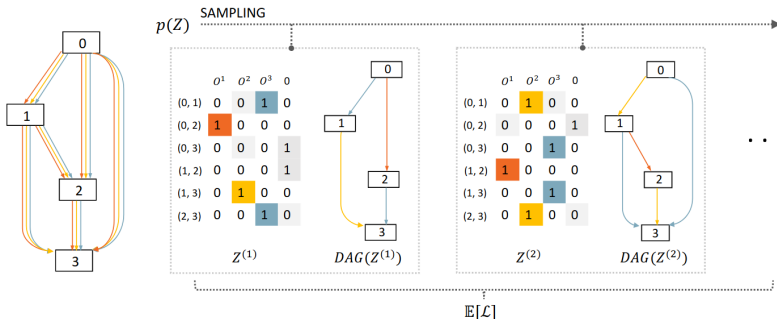 SAMPLING
p(Z)
0
1
2
3
O¹ O² O³ 0
(0, 1) 0 0 1 0
(0, 2) 1 0 0 0
(0, 3) 0 0 0 1
(1, 2) 0 0 0 1
(1, 3) 0 1 0 0
(2, 3) 0 0 1 0
Z⁽¹⁾
0
1
2
3
DAG(Z⁽¹⁾)
O¹ O² O³ 0
(0, 1) 0 1 0 0
(0, 2) 0 0 0 1
(0, 3) 0 0 1 0
(1, 2) 1 0 0 0
(1, 3) 0 0 1 0
(2, 3) 0 1 0 0
Z⁽²⁾
0
1
2
3
DAG(Z⁽²⁾)
. .
𝔼[ℒ]